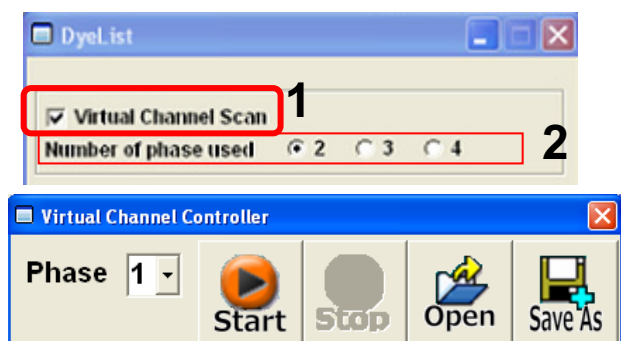 DyeList
Virtual Channel Scan 1
Number of phase used 2 3 4 2
Virtual Channel Controller
Phase 1 Start Stop Open Save As